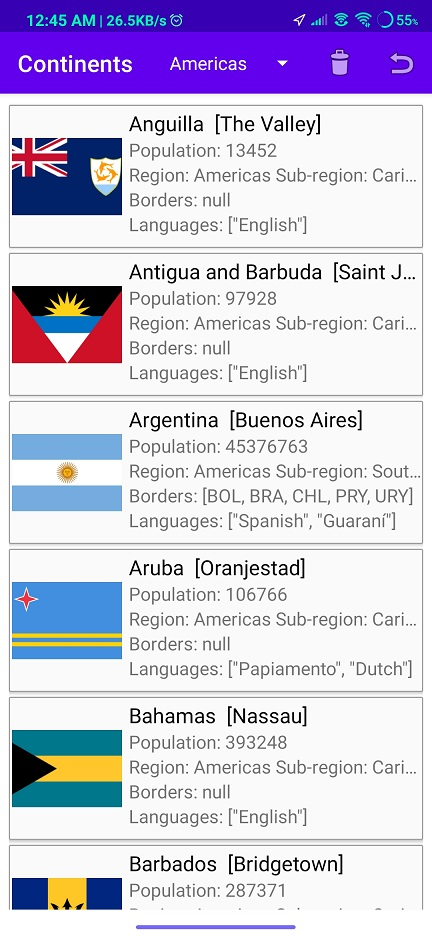 12:45 AM | 26.5KB/s
55%
Continents Americas
Anguilla [The Valley]
Population: 13452
Region: Americas Sub-region: Cari...
Borders: null
Languages: ["English"]
Antigua and Barbuda [Saint J...
Population: 97928
Region: Americas Sub-region: Cari...
Borders: null
Languages: ["English"]
Argentina [Buenos Aires]
Population: 45376763
Region: Americas Sub-region: Sout...
Borders: [BOL, BRA, CHL, PRY, URY]
Languages: ["Spanish", "Guaraní"]
Aruba [Oranjestad]
Population: 106766
Region: Americas Sub-region: Cari...
Borders: null
Languages: ["Papiamento", "Dutch"]
Bahamas [Nassau]
Population: 393248
Region: Americas Sub-region: Cari...
Borders: null
Languages: ["English"]
Barbados [Bridgetown]
Population: 287371